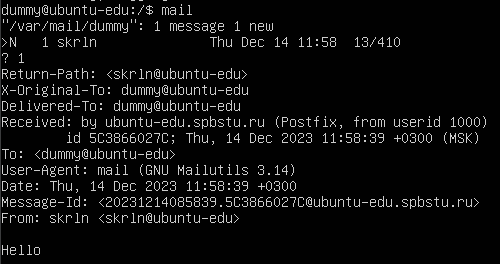 dummy@ubuntu-edu:/$ mail
"/var/mail/dummy": 1 message 1 new
>N   1 skrln              Thu Dec 14 11:58  13/410
? 1
Return-Path: <skrln@ubuntu-edu>
X-Original-To: dummy@ubuntu-edu
Delivered-To: dummy@ubuntu-edu
Received: by ubuntu-edu.spbstu.ru (Postfix, from userid 1000)
        id 5C3866027C; Thu, 14 Dec 2023 11:58:39 +0300 (MSK)
To: <dummy@ubuntu-edu>
User-Agent: mail (GNU Mailutils 3.14)
Date: Thu, 14 Dec 2023 11:58:39 +0300
Message-Id: <20231214085839.5C3866027C@ubuntu-edu.spbstu.ru>
From: skrln <skrln@ubuntu-edu>

Hello